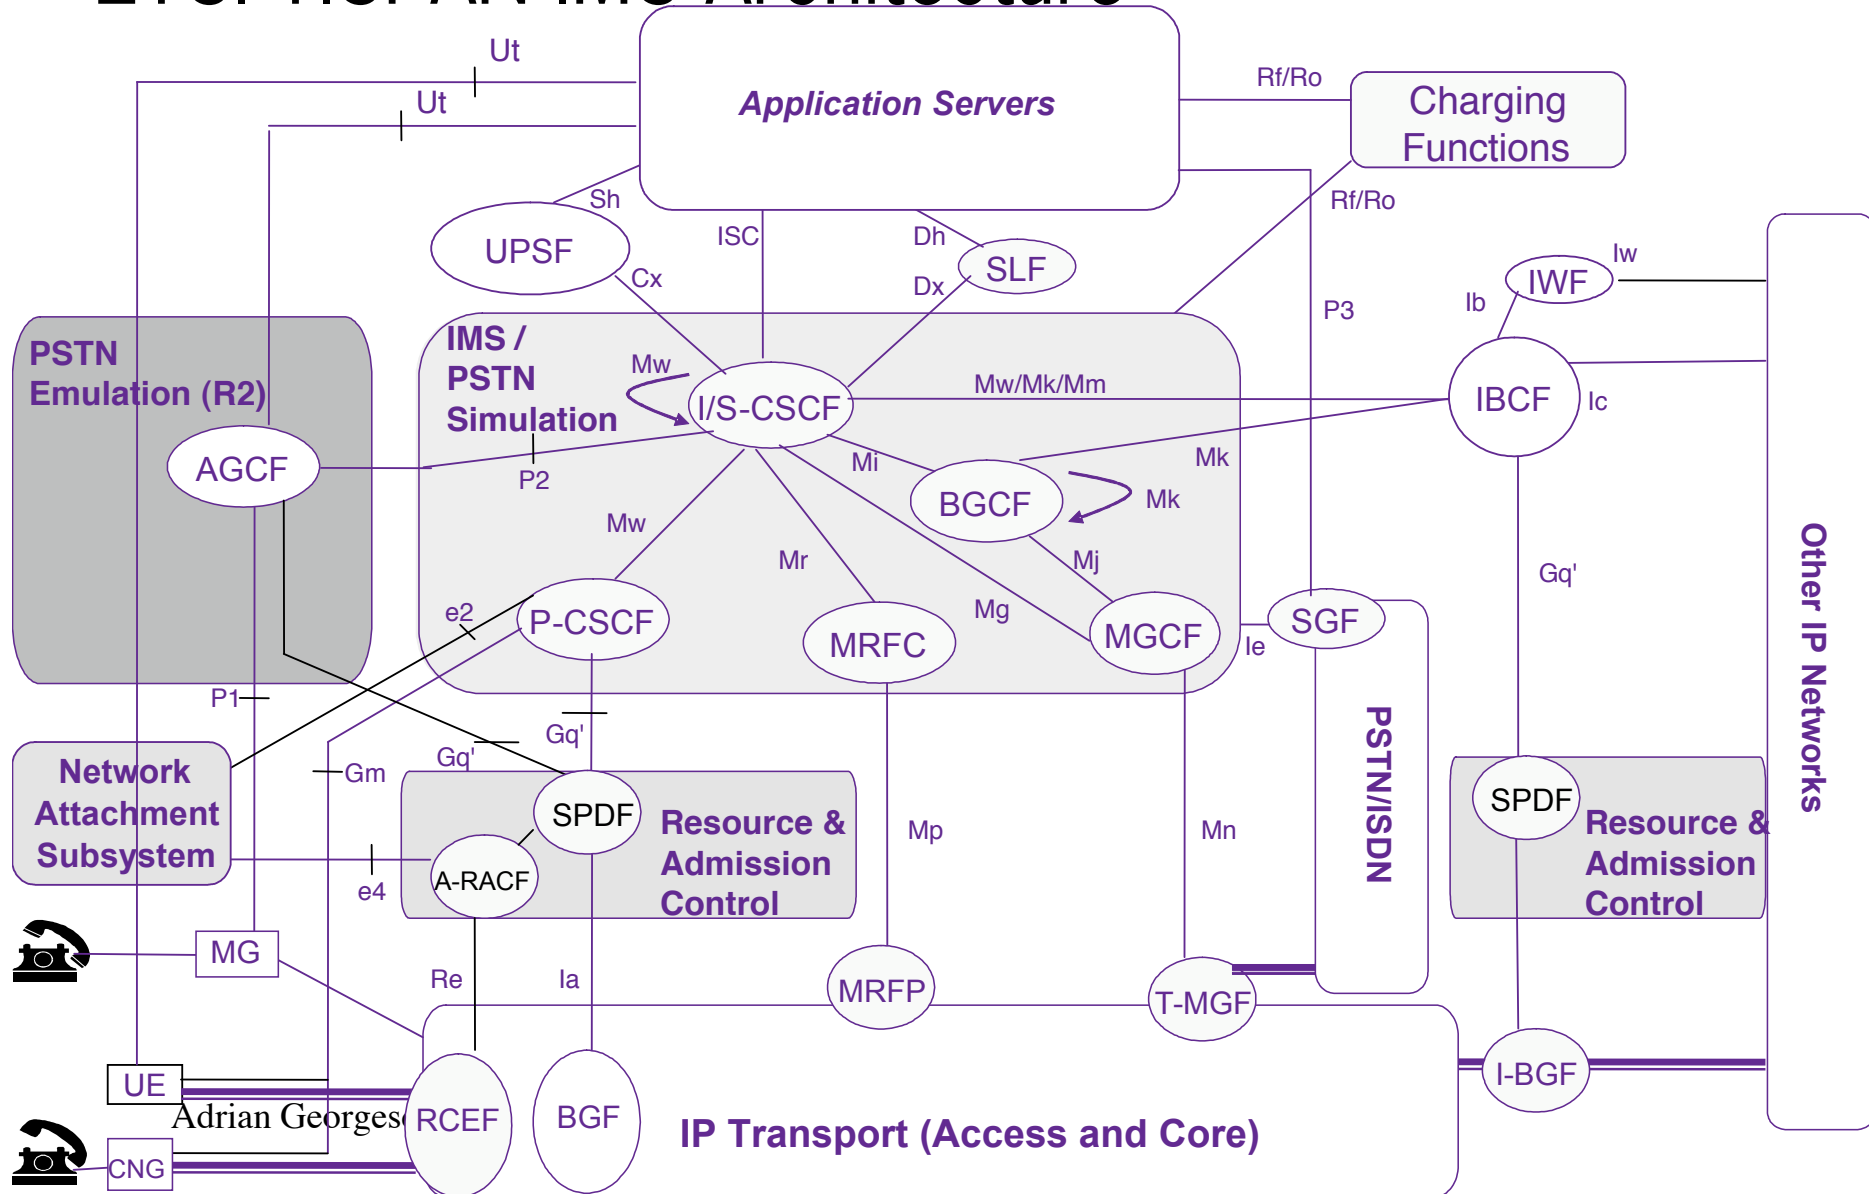 ETSI TISPAN IMS Architecture
Ut
Ut
Application Servers
Rf/Ro
Charging
Functions
Rf/Ro
Sh
UPSF
ISC
Dh
SLF
Cx
Dx
P3
Iw
IWF
Ib
PSTN
Emulation (R2)
IMS /
PSTN
Simulation
Mw
I/S-CSCF
Mw/Mk/Mm
IBCF
Ic
AGCF
P2
Mi
Mk
BGCF
Mk
Mw
Mr
Mj
Mg
Gq'
e2
P-CSCF
MRFC
MGCF
Ie
SGF
Other IP Networks
P1
Gq'
Gq'
Gm
PSTN/ISDN
Network
Attachment
Subsystem
SPDF
Resource &
Admission
Control
A-RACF
e4
Mp
Mn
SPDF
Resource &
Admission
Control
MG
Re
Ia
MRFP
T-MGF
I-BGF
UE
Adrian Georgesc
RCEF
BGF
IP Transport (Access and Core)
CNG